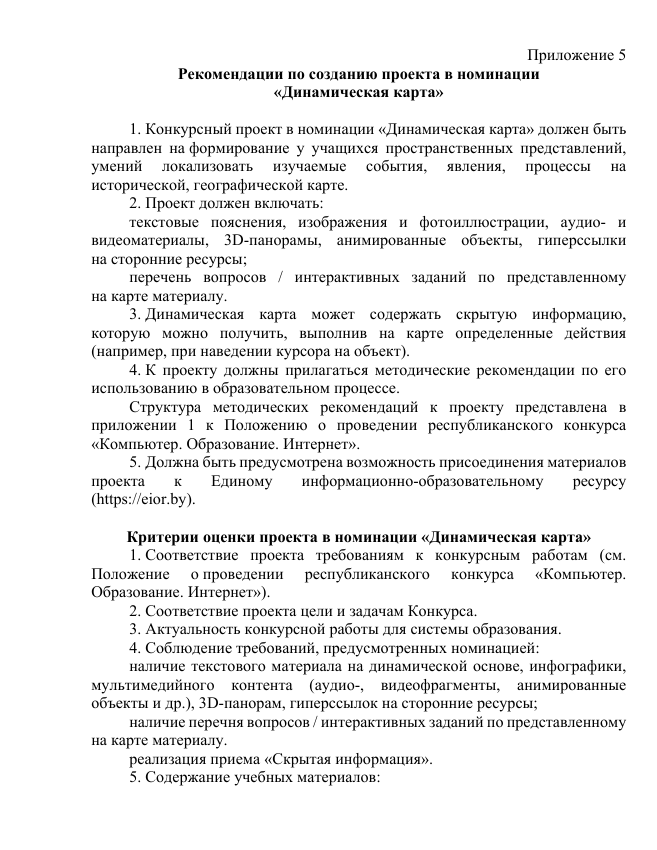 Приложение 5
Рекомендации по созданию проекта в номинации
«Динамическая карта»
1. Конкурсный проект в номинации «Динамическая карта» должен быть
направлен на формирование у учащихся пространственных представлений,
умений локализовать изучаемые события, явления, процессы на
исторической, географической карте.
2. Проект должен включать:
текстовые пояснения, изображения и фотоиллюстрации, аудио- и
видеоматериалы, 3D-панорамы, анимированные объекты, гиперссылки
на сторонние ресурсы;
перечень вопросов / интерактивных заданий по представленному
на карте материалу.
3. Динамическая карта может содержать скрытую информацию,
которую можно получить, выполнив на карте определенные действия
(например, при наведении курсора на объект).
4. К проекту должны прилагаться методические рекомендации по его
использованию в образовательном процессе.
Структура методических рекомендаций к проекту представлена в
приложении 1 к Положению о проведении республиканского конкурса
«Компьютер. Образование. Интернет».
5. Должна быть предусмотрена возможность присоединения материалов
проекта к Единому информационно-образовательному ресурсу
(https://eior.by).
Критерии оценки проекта в номинации «Динамическая карта»
1. Соответствие проекта требованиям к конкурсным работам (см.
Положение о проведении республиканского конкурса «Компьютер.
Образование. Интернет»).
2. Соответствие проекта цели и задачам Конкурса.
3. Актуальность конкурсной работы для системы образования.
4. Соблюдение требований, предусмотренных номинацией:
наличие текстового материала на динамической основе, инфографики,
мультимедийного контента (аудио-, видеофрагменты, анимированные
объекты и др.), 3D-панорам, гиперссылок на сторонние ресурсы;
наличие перечня вопросов / интерактивных заданий по представленному
на карте материалу.
реализация приема «Скрытая информация».
5. Содержание учебных материалов: